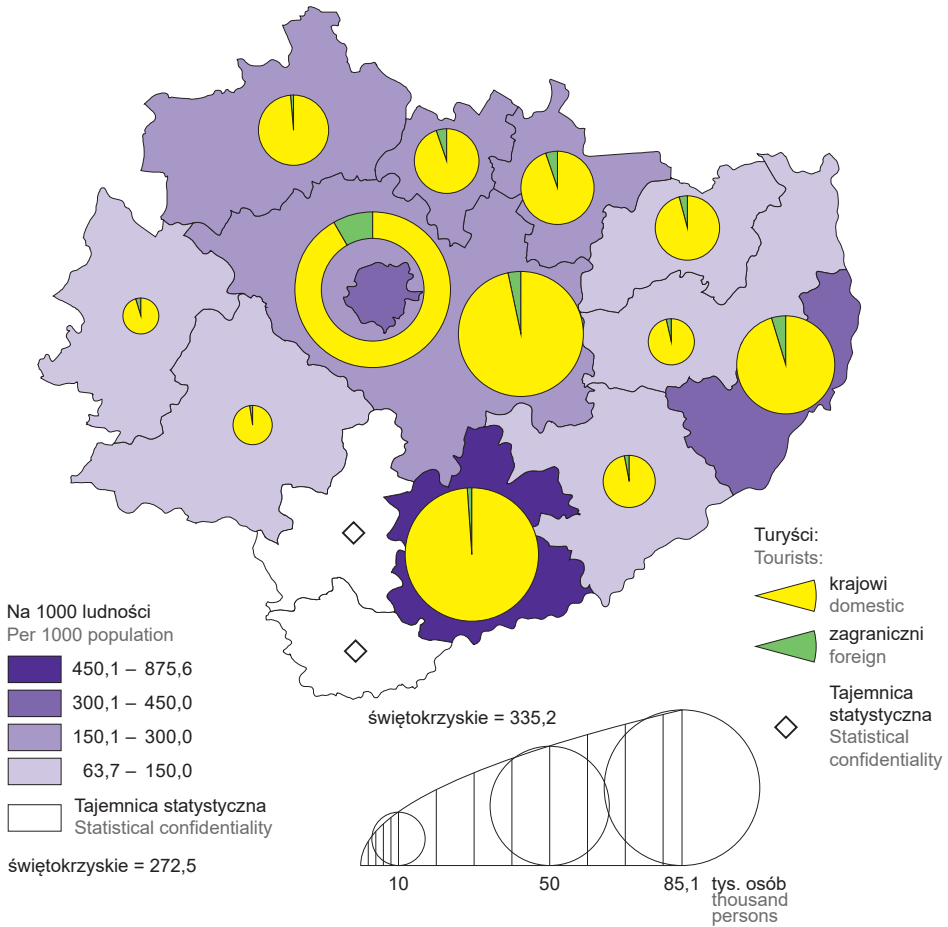 Turyści:
Tourists:
krajowi
domestic
zagraniczni
foreign
Tajemnica
statystyczna
Statistical
confidentiality
Na 1000 ludności
Per 1000 population
450,1 – 875,6
300,1 – 450,0
150,1 – 300,0
63,7 – 150,0
Tajemnica statystyczna
Statistical confidentiality
świętokrzyskie = 272,5
świętokrzyskie = 335,2
10 50 85,1 tys. osób
thousand
persons